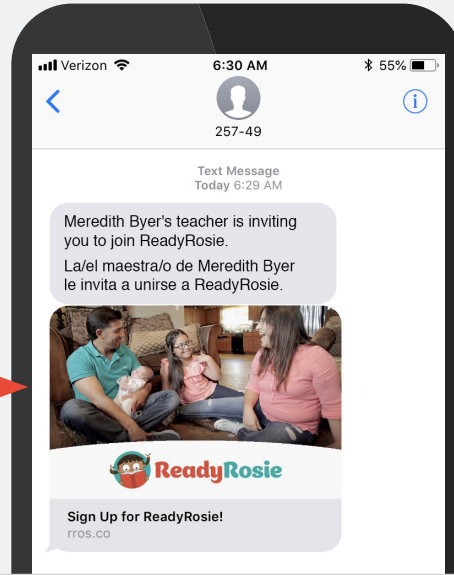 Verizon 6:30 AM 55%
257-49
Text Message
Today 6:29 AM
Meredith Byer's teacher is inviting
you to join ReadyRosie.
La/el maestra/o de Meredith Byer
le invita a unirse a ReadyRosie.
ReadyRosie
Sign Up for ReadyRosie!
rros.co